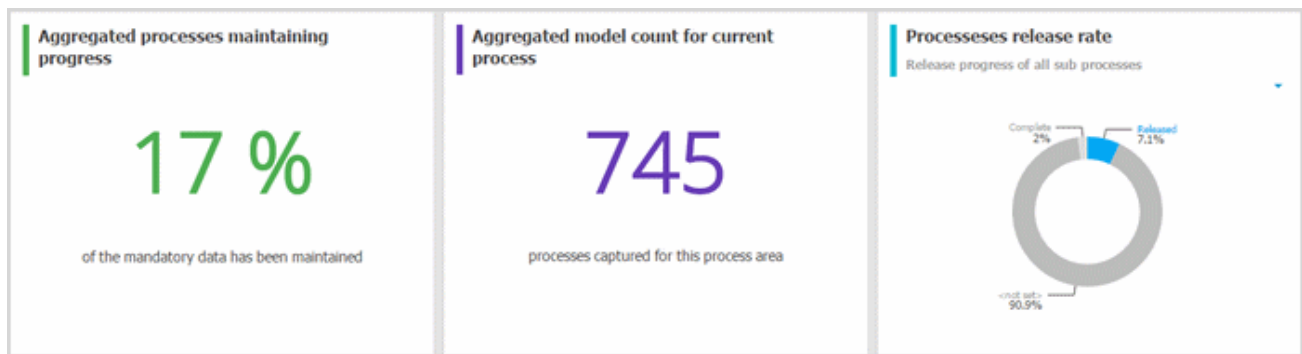 Aggregated processes maintaining
progress
17 %
of the mandatory data has been maintained
Aggregated model count for current
process
745
processes captured for this process area
Processeses release rate
Release progress of all sub processes
Complete
2%
Released
7.1%
<not set>
90.9%